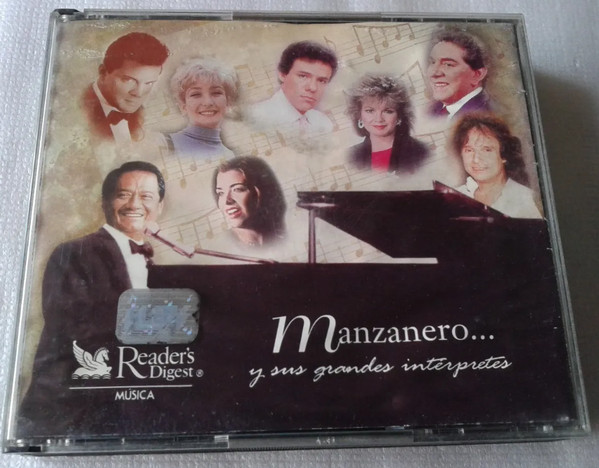 manzanero...
y sus grandes intérpretes
Reader's
Digest®
MÚSICA